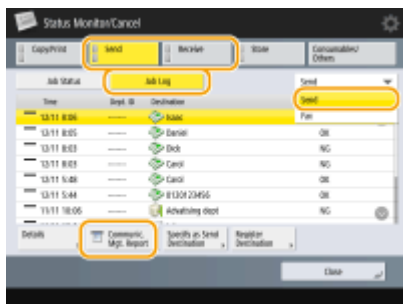 Status Monitor/Cancel
Copy/Print
Send
Receive
Store
Consumables/
Others
Job Status
Job Log
Send
Send
Fax
Time
Dept. ID
Destination
12/11 8:06
Isaac
12/11 8:05
Daniel
OK
12/11 8:03
Dick
NG
12/11 8:03
Carol
NG
12/11 5:48
Carol
OK
12/11 5:44
0120123456
OK
11/11 18:06
Advatising dept
NG
Details
Communic.
Mgt. Report
Specify as Send
Destination
Register
Destination
Close